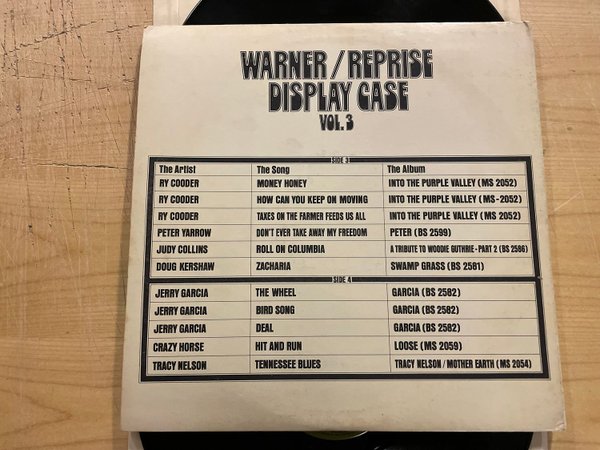 WARNER/REPRISE
DISPLAY CASE
VOL. 3
SIDE 3
The Artist The Song The Album
RY COODER MONEY HONEY INTO THE PURPLE VALLEY (MS 2052)
RY COODER HOW CAN YOU KEEP ON MOVING INTO THE PURPLE VALLEY (MS-2052)
RY COODER TAXES ON THE FARMER FEEDS US ALL INTO THE PURPLE VALLEY (MS 2052)
PETER YARROW DON'T EVER TAKE AWAY MY FREEDOM PETER (BS 2599)
JUDY COLLINS ROLL ON COLUMBIA A TRIBUTE TO WOODIE GUTHRIE - PART 2 (BS 2586)
DOUG KERSHAW ZACHARIA SWAMP GRASS (BS 2581)
SIDE 4
JERRY GARCIA THE WHEEL GARCIA (BS 2582)
JERRY GARCIA BIRD SONG GARCIA (BS 2582)
JERRY GARCIA DEAL GARCIA (BS 2582)
CRAZY HORSE HIT AND RUN LOOSE (MS 2059)
TRACY NELSON TENNESSEE BLUES TRACY NELSON/MOTHER EARTH (MS 2054)